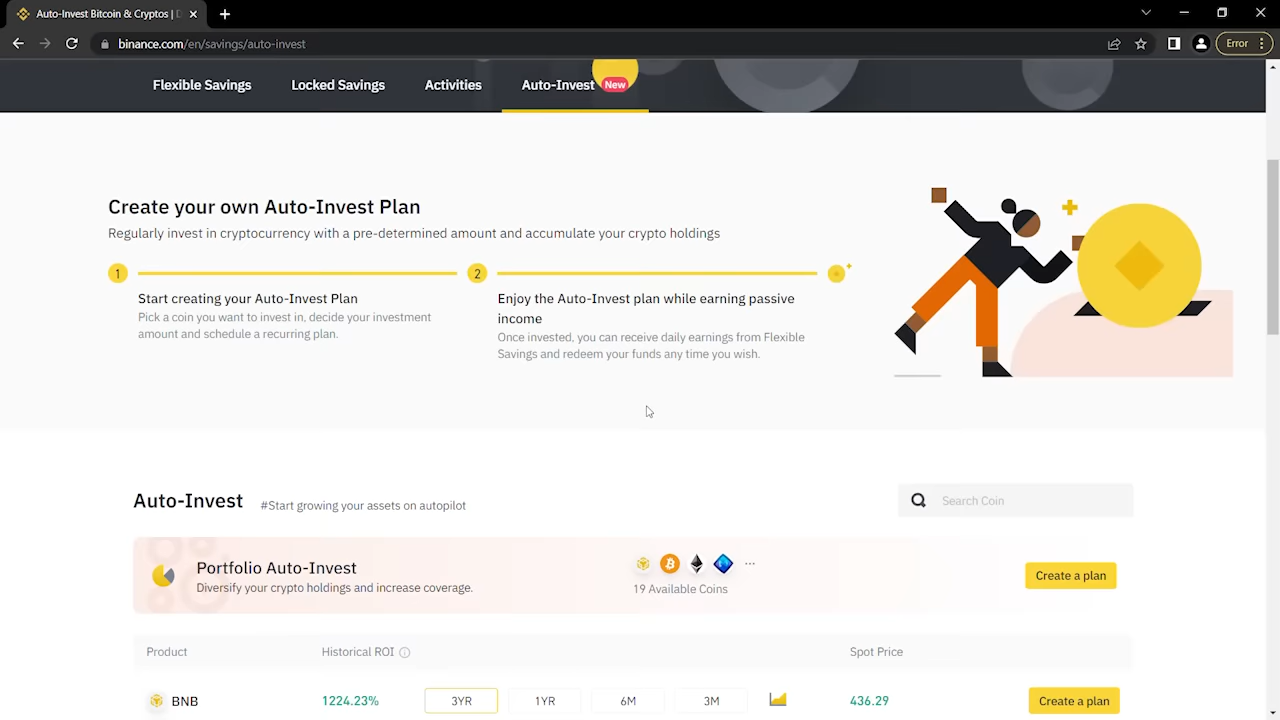 Auto-Invest Bitcoin & Cryptos | D
binance.com/en/savings/auto-invest
Error
Flexible Savings
Locked Savings
Activities
Auto-Invest
New
Create your own Auto-Invest Plan
Regularly invest in cryptocurrency with a pre-determined amount and accumulate your crypto holdings
1
2
Start creating your Auto-Invest Plan
Pick a coin you want to invest in, decide your investment
amount and schedule a recurring plan.
Enjoy the Auto-Invest plan while earning passive
income
Once invested, you can receive daily earnings from Flexible
Savings and redeem your funds any time you wish.
Auto-Invest
#Start growing your assets on autopilot
Search Coin
Portfolio Auto-Invest
Diversify your crypto holdings and increase coverage.
19 Available Coins
Create a plan
Product
Historical ROI
Spot Price
BNB
1224.23%
3YR
1YR
6M
3M
436.29
Create a plan